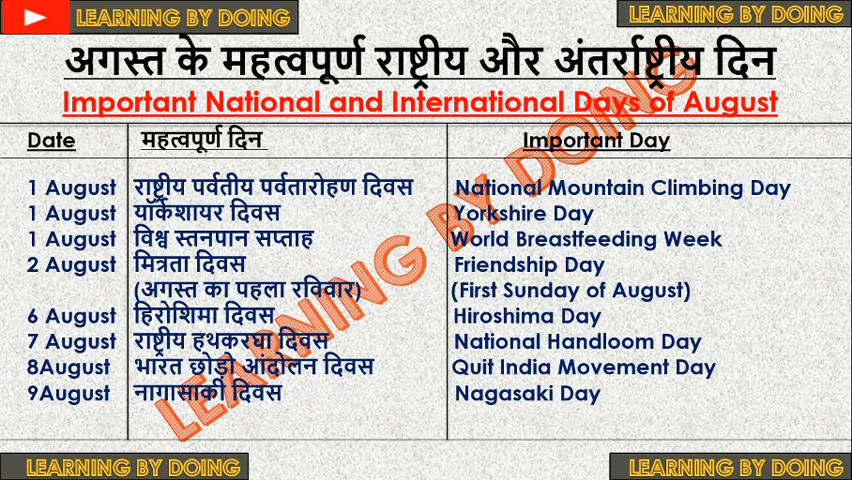 LEARNING BY DOING
LEARNING BY DOING
अगस्त के महत्वपूर्ण राष्ट्रीय और अंतर्राष्ट्रीय दिन
Important National and International Days of August
Date महत्वपूर्ण दिन Important Day
1 August राष्ट्रीय पर्वतीय पर्वतारोहण दिवस National Mountain Climbing Day
1 August यॉर्कशायर दिवस Yorkshire Day
1 August विश्व स्तनपान सप्ताह World Breastfeeding Week
2 August मित्रता दिवस Friendship Day
(अगस्त का पहला रविवार) (First Sunday of August)
6 August हिरोशिमा दिवस Hiroshima Day
7 August राष्ट्रीय हथकरघा दिवस National Handloom Day
8August भारत छोड़ो आंदोलन दिवस Quit India Movement Day
9August नागासाकी दिवस Nagasaki Day
LEARNING BY DOING
LEARNING BY DOING
LEARNING BY DOING